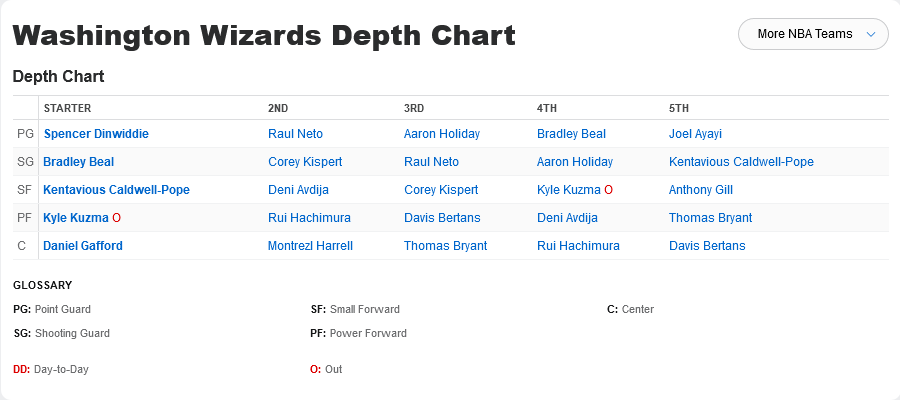 Washington Wizards Depth Chart
More NBA Teams
Depth Chart
STARTER 2ND 3RD 4TH 5TH
PG Spencer Dinwiddie Raul Neto Aaron Holiday Bradley Beal Joel Ayayi
SG Bradley Beal Corey Kispert Raul Neto Aaron Holiday Kentavious Caldwell-Pope
SF Kentavious Caldwell-Pope Deni Avdija Corey Kispert Kyle Kuzma O Anthony Gill
PF Kyle Kuzma O Rui Hachimura Davis Bertans Deni Avdija Thomas Bryant
C Daniel Gafford Montrezl Harrell Thomas Bryant Rui Hachimura Davis Bertans
GLOSSARY
PG: Point Guard SF: Small Forward C: Center
SG: Shooting Guard PF: Power Forward
DD: Day-to-Day O: Out